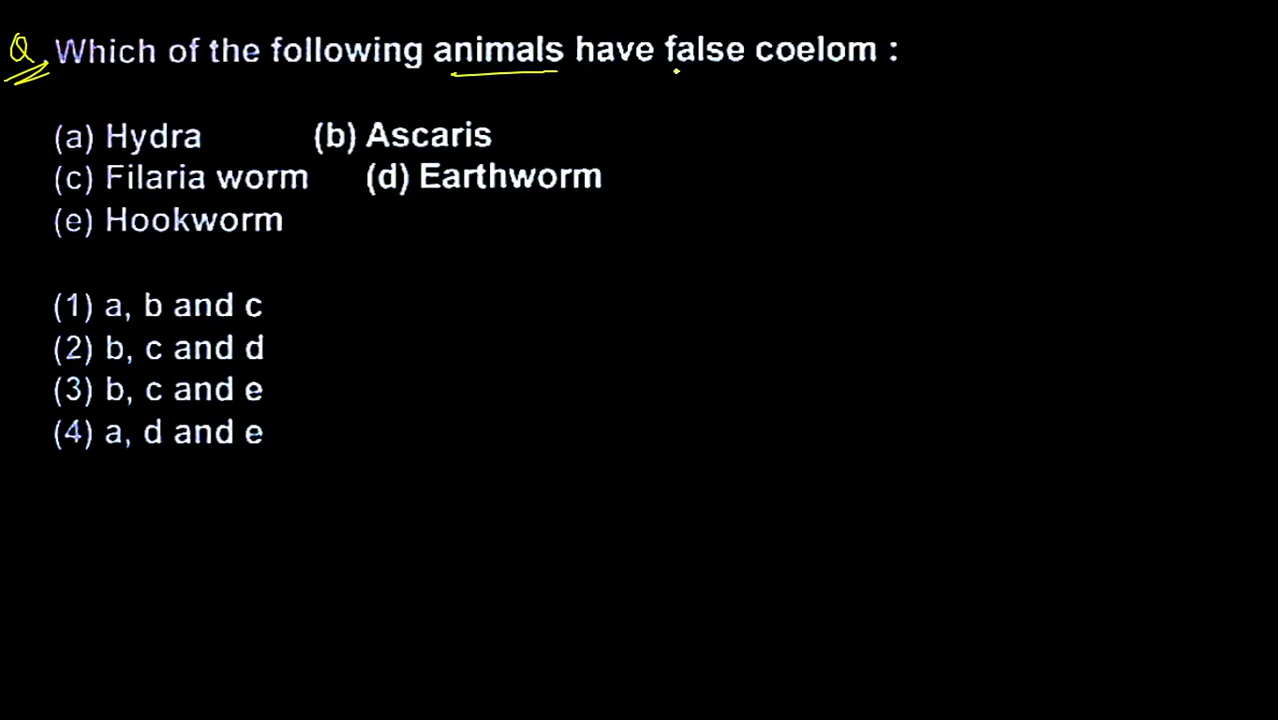 Q. Which of the following animals have false coelom :
(a) Hydra (b) Ascaris
(c) Filaria worm (d) Earthworm
(e) Hookworm
(1) a, b and c
(2) b, c and d
(3) b, c and e
(4) a, d and e